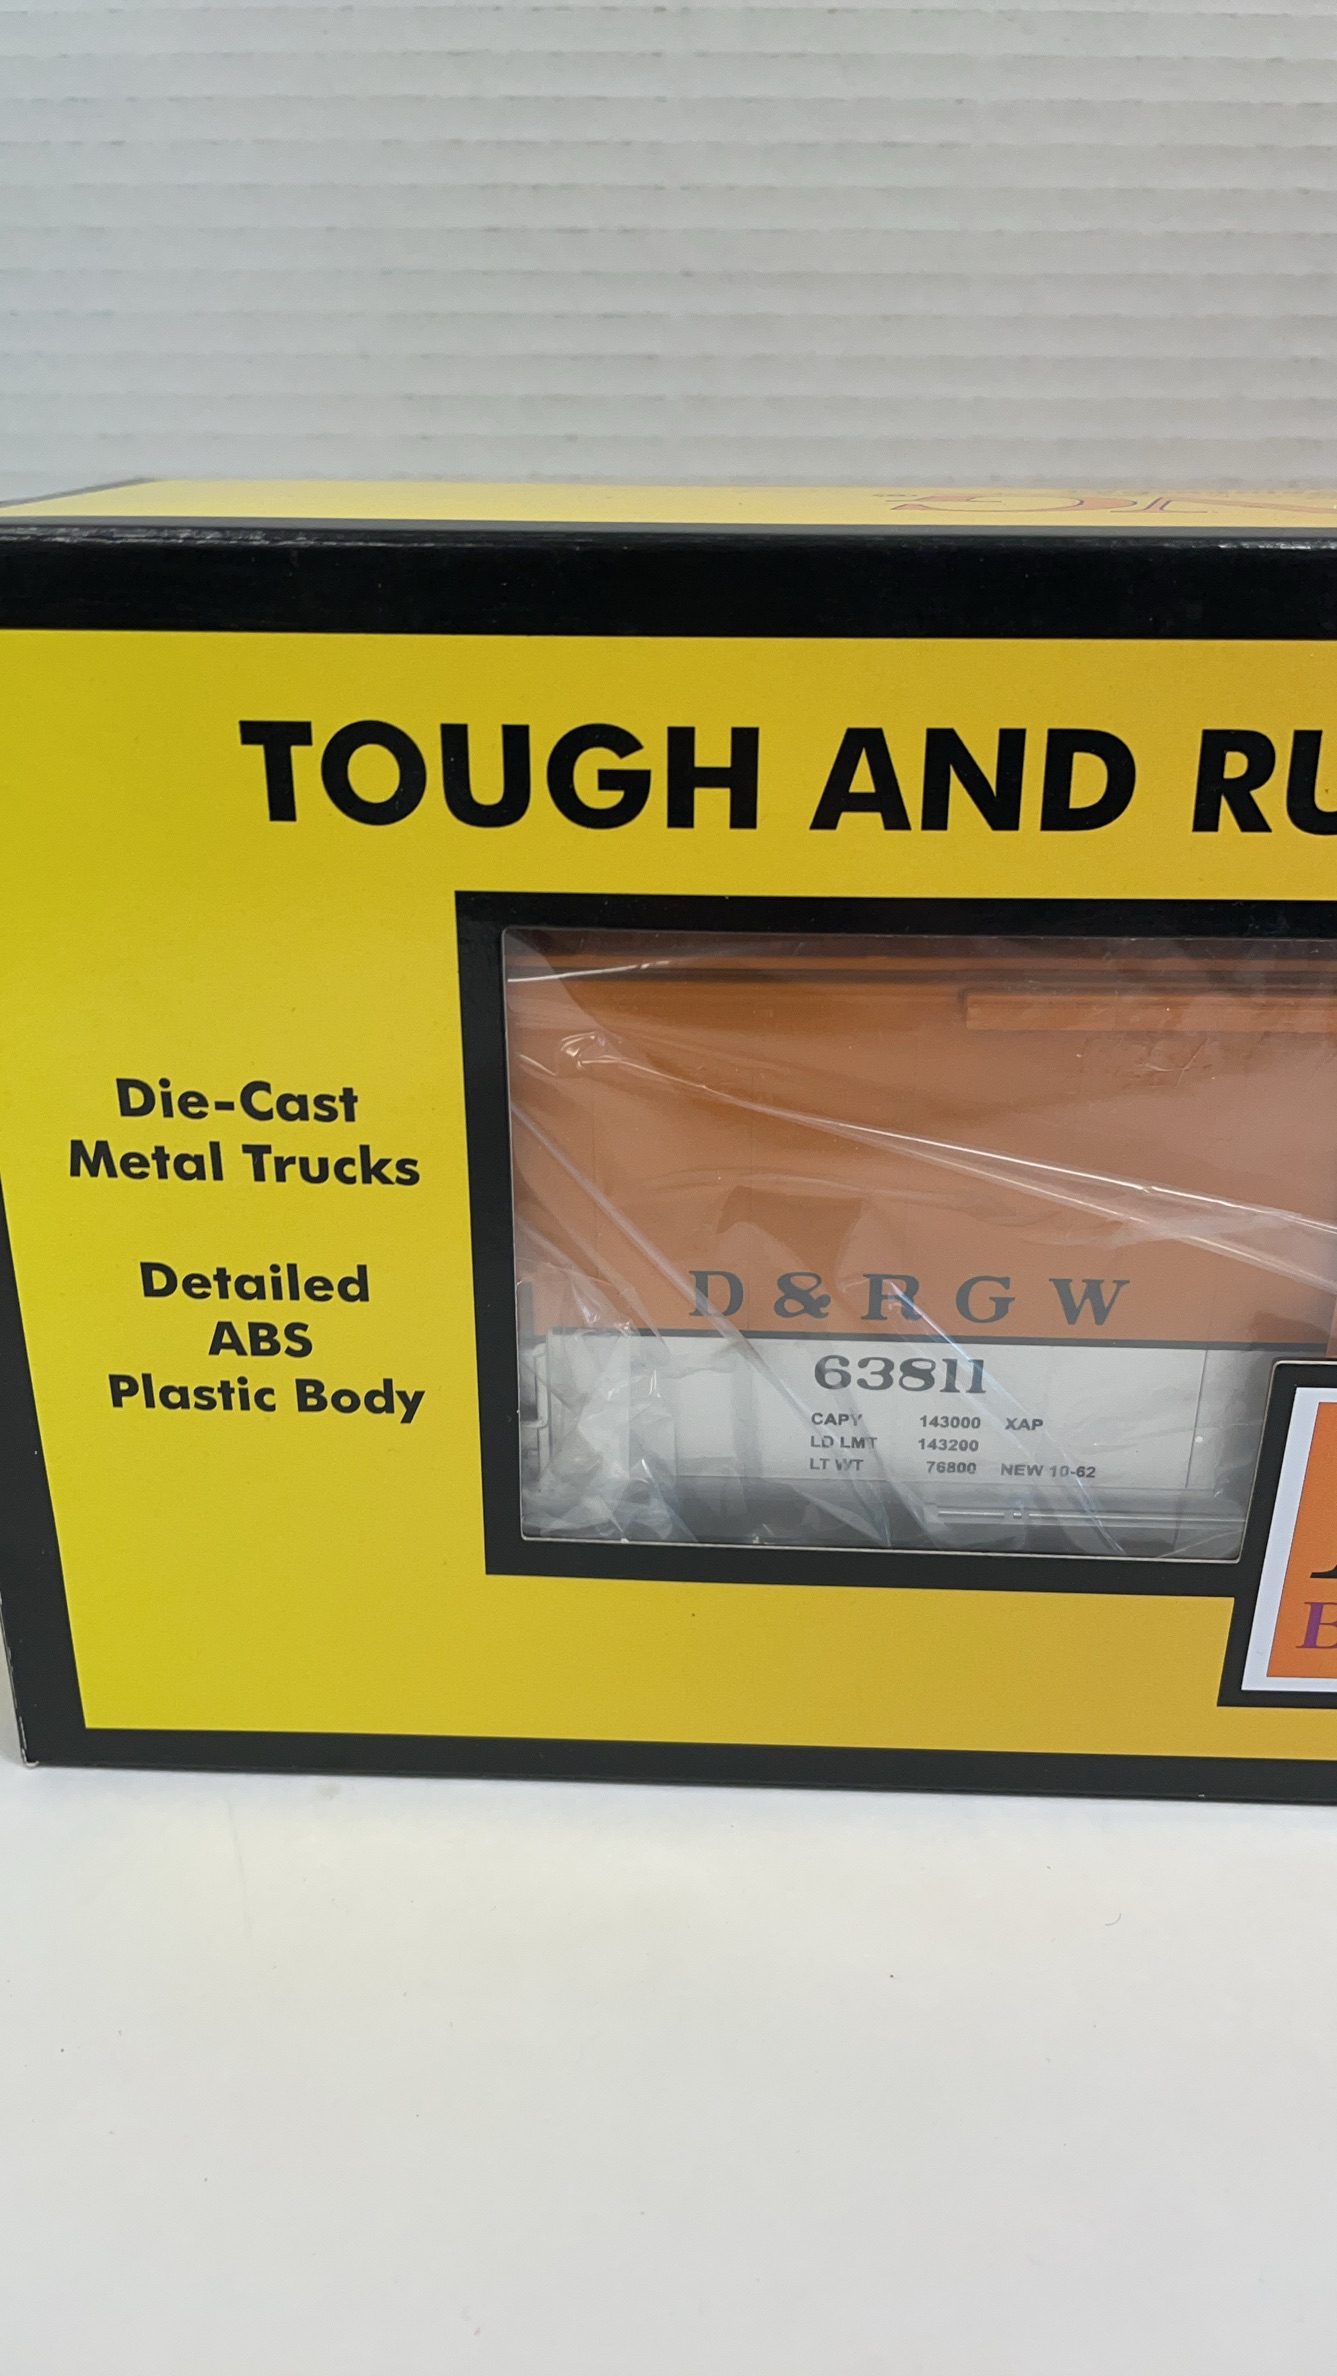 TOUGH AND RU
Die-Cast
Metal Trucks
Detailed
ABS
Plastic Body
D & R G W
63811
CAPY 143000 XAP
LD LMT 143200
LT WT 76800 NEW 10-62